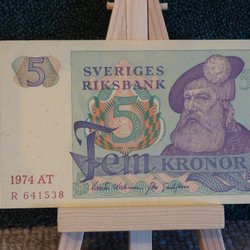 5
SVERIGES
RIKSBANK
5
Fem KRONOR
1974 AT
R 641538